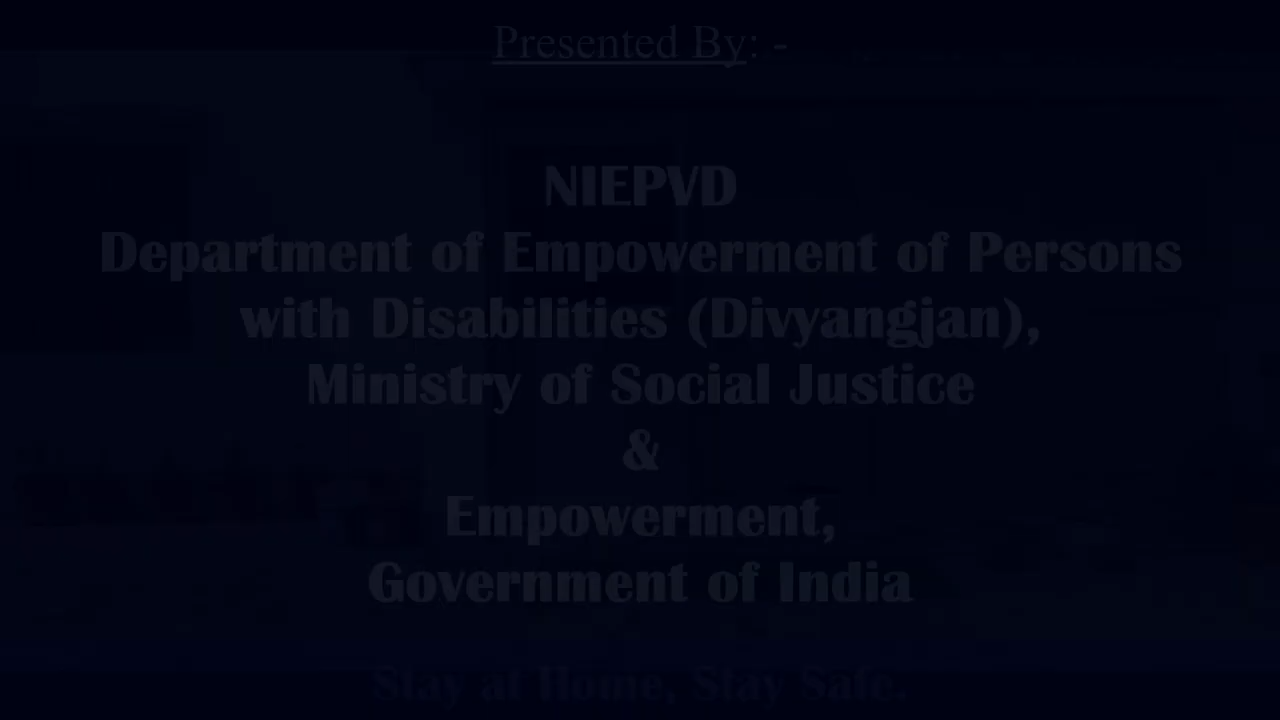 Presented By: -
NIEPVD
Department of Empowerment of Persons
with Disabilities (Divyangjan),
Ministry of Social Justice
&
Empowerment,
Government of India
Stay at Home, Stay Safe.